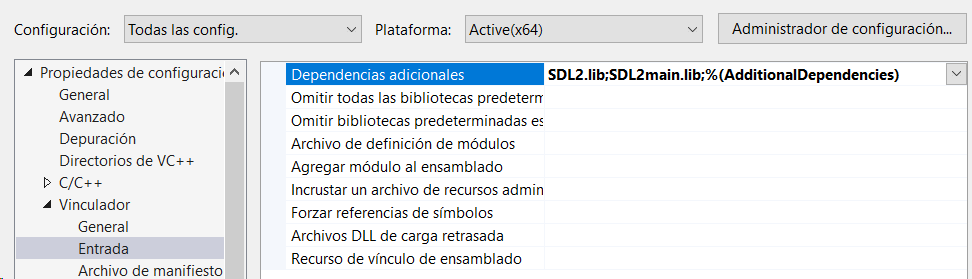 Configuración: Todas las config. Plataforma: Active(x64) Administrador de configuración...
Propiedades de configuraci
General
Avanzado
Depuración
Directorios de VC++
C/C++
Vinculador
General
Entrada
Archivo de manifiesto
Dependencias adicionales SDL2.lib;SDL2main.lib;%(AdditionalDependencies)
Omitir todas las bibliotecas predeterm
Omitir bibliotecas predeterminadas es
Archivo de definición de módulos
Agregar módulo al ensamblado
Incrustar un archivo de recursos admin
Forzar referencias de símbolos
Archivos DLL de carga retrasada
Recurso de vínculo de ensamblado